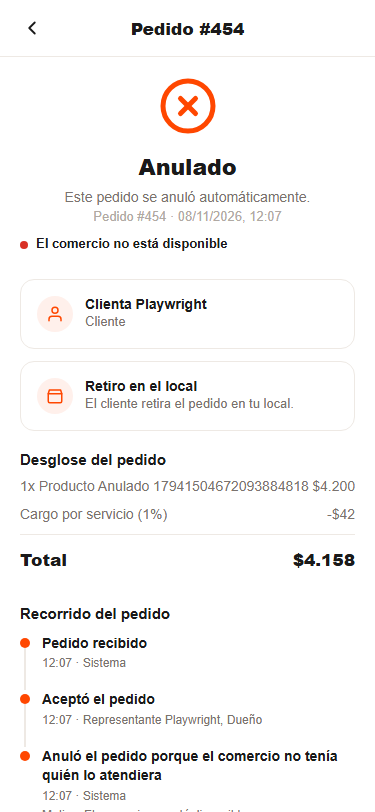 Pedido #454
Anulado
Este pedido se anuló automáticamente.
Pedido #454 · 08/11/2026, 12:07
El comercio no está disponible
Clienta Playwright
Cliente
Retiro en el local
El cliente retira el pedido en tu local.
Desglose del pedido
1x Producto Anulado 17941504672093884818 $4.200
Cargo por servicio (1%) -$42
Total $4.158
Recorrido del pedido
Pedido recibido
12:07 · Sistema
Aceptó el pedido
12:07 · Representante Playwright, Dueño
Anuló el pedido porque el comercio no tenía
quién lo atendiera
12:07 · Sistema